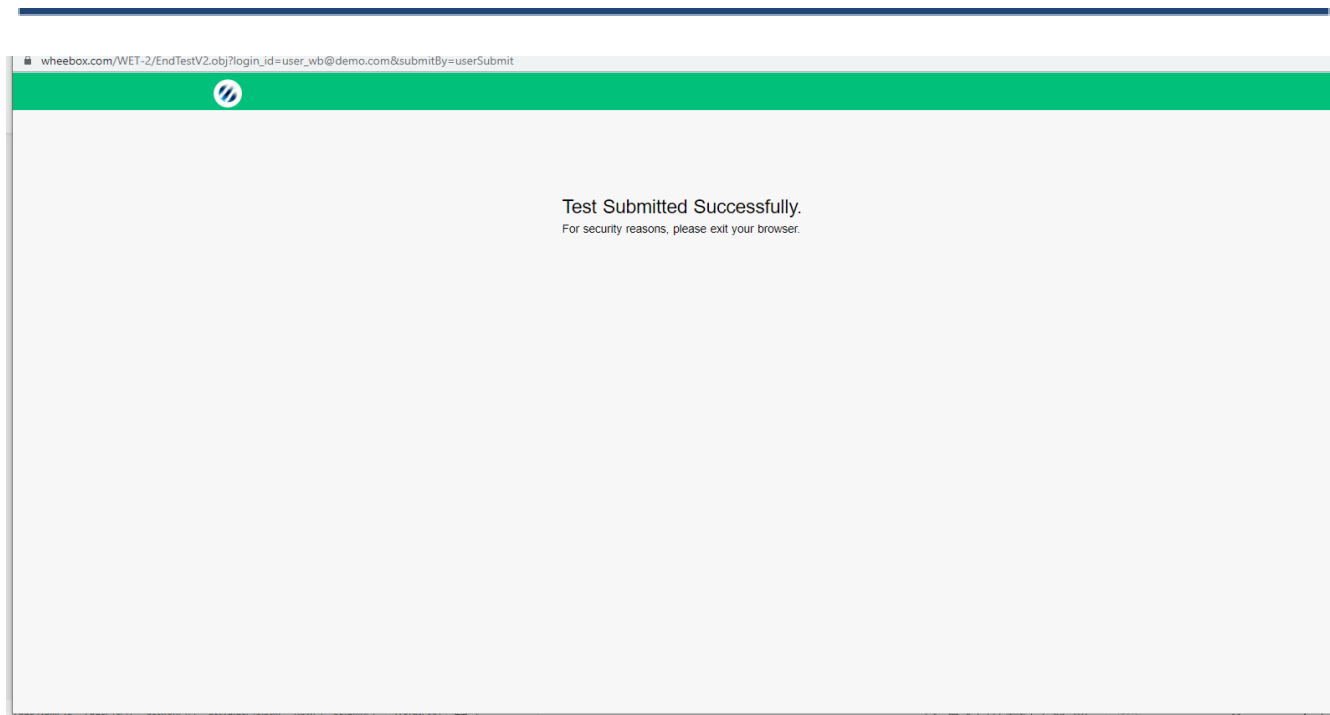 wheebox.com/WET-2/EndTestV2.obj?login_id=user_wb@demo.com&submitBy=userSubmit
Test Submitted Successfully.
For security reasons, please exit your browser.